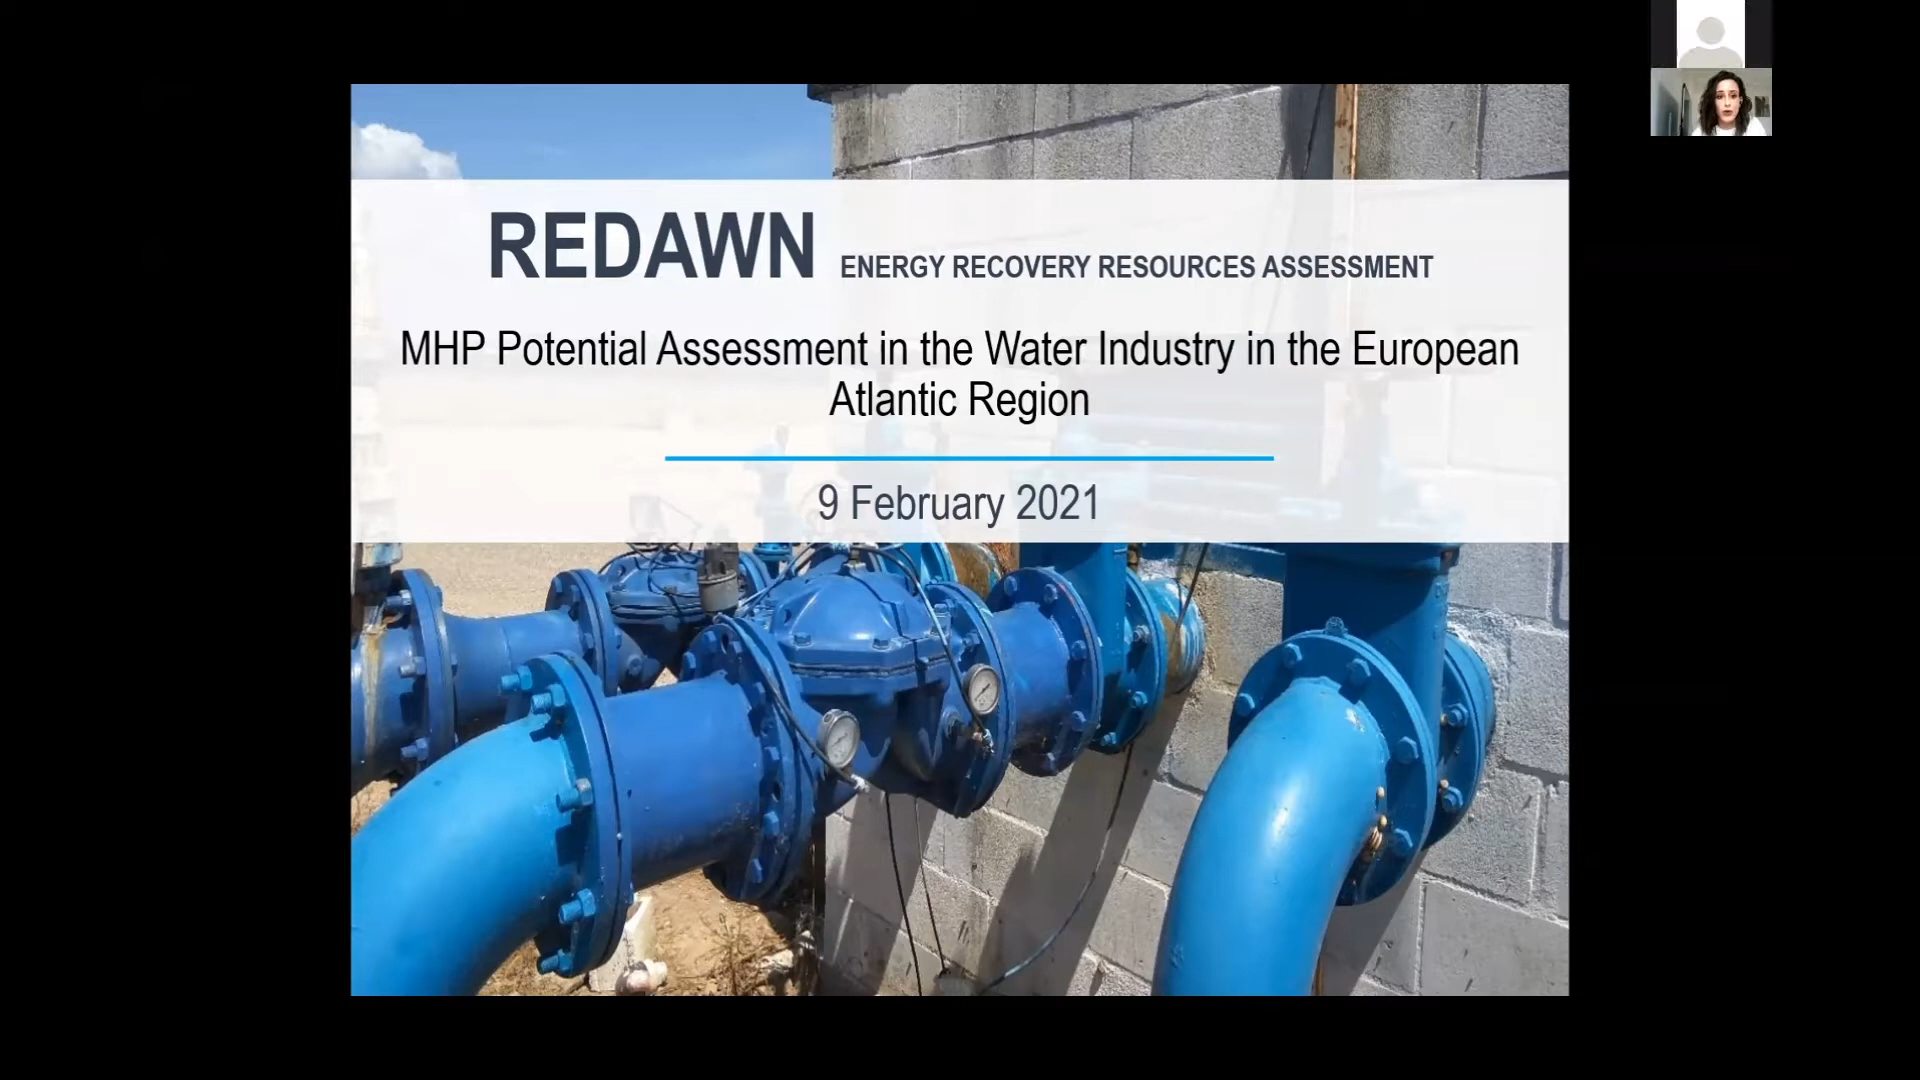 REDAWN ENERGY RECOVERY RESOURCES ASSESSMENT
MHP Potential Assessment in the Water Industry in the European
Atlantic Region
9 February 2021